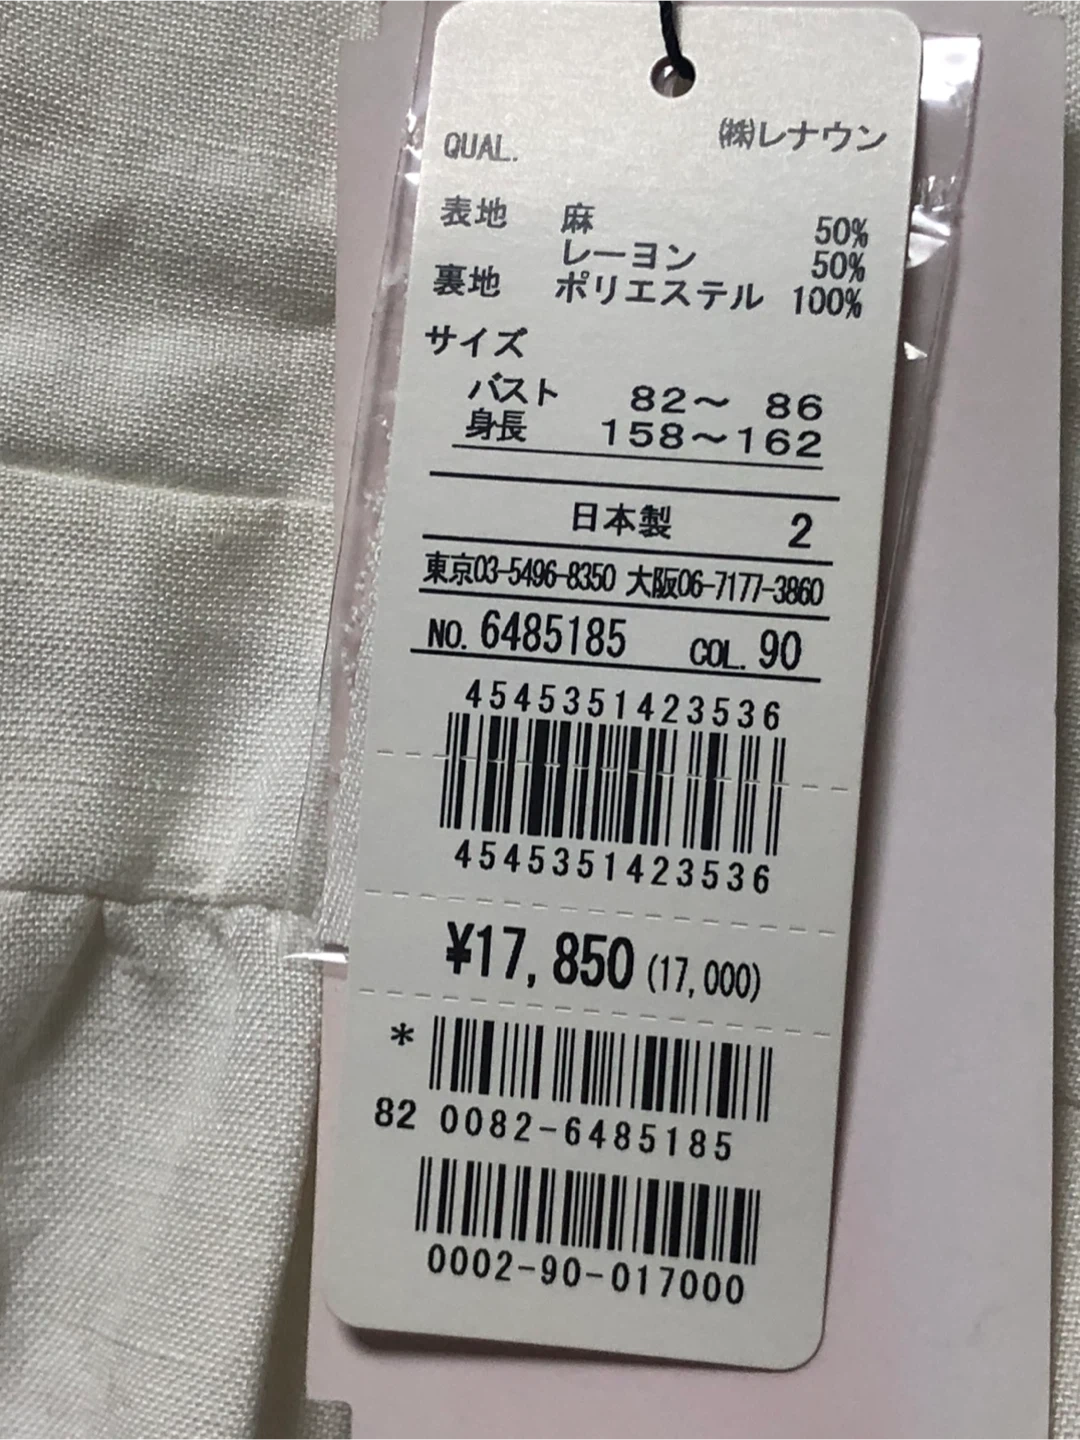 QUAL. ㈱レナウン
表地 麻 50%
レーヨン 50%
裏地 ポリエステル 100%
サイズ
バスト 82～ 86
身長 158～162
日本製 2
東京03-5496-8350 大阪06-7177-3860
NO. 6485185 COL. 90
4545351423536
4545351423536
¥17,850 (17,000)
*
82 0082-6485185
0002-90-017000